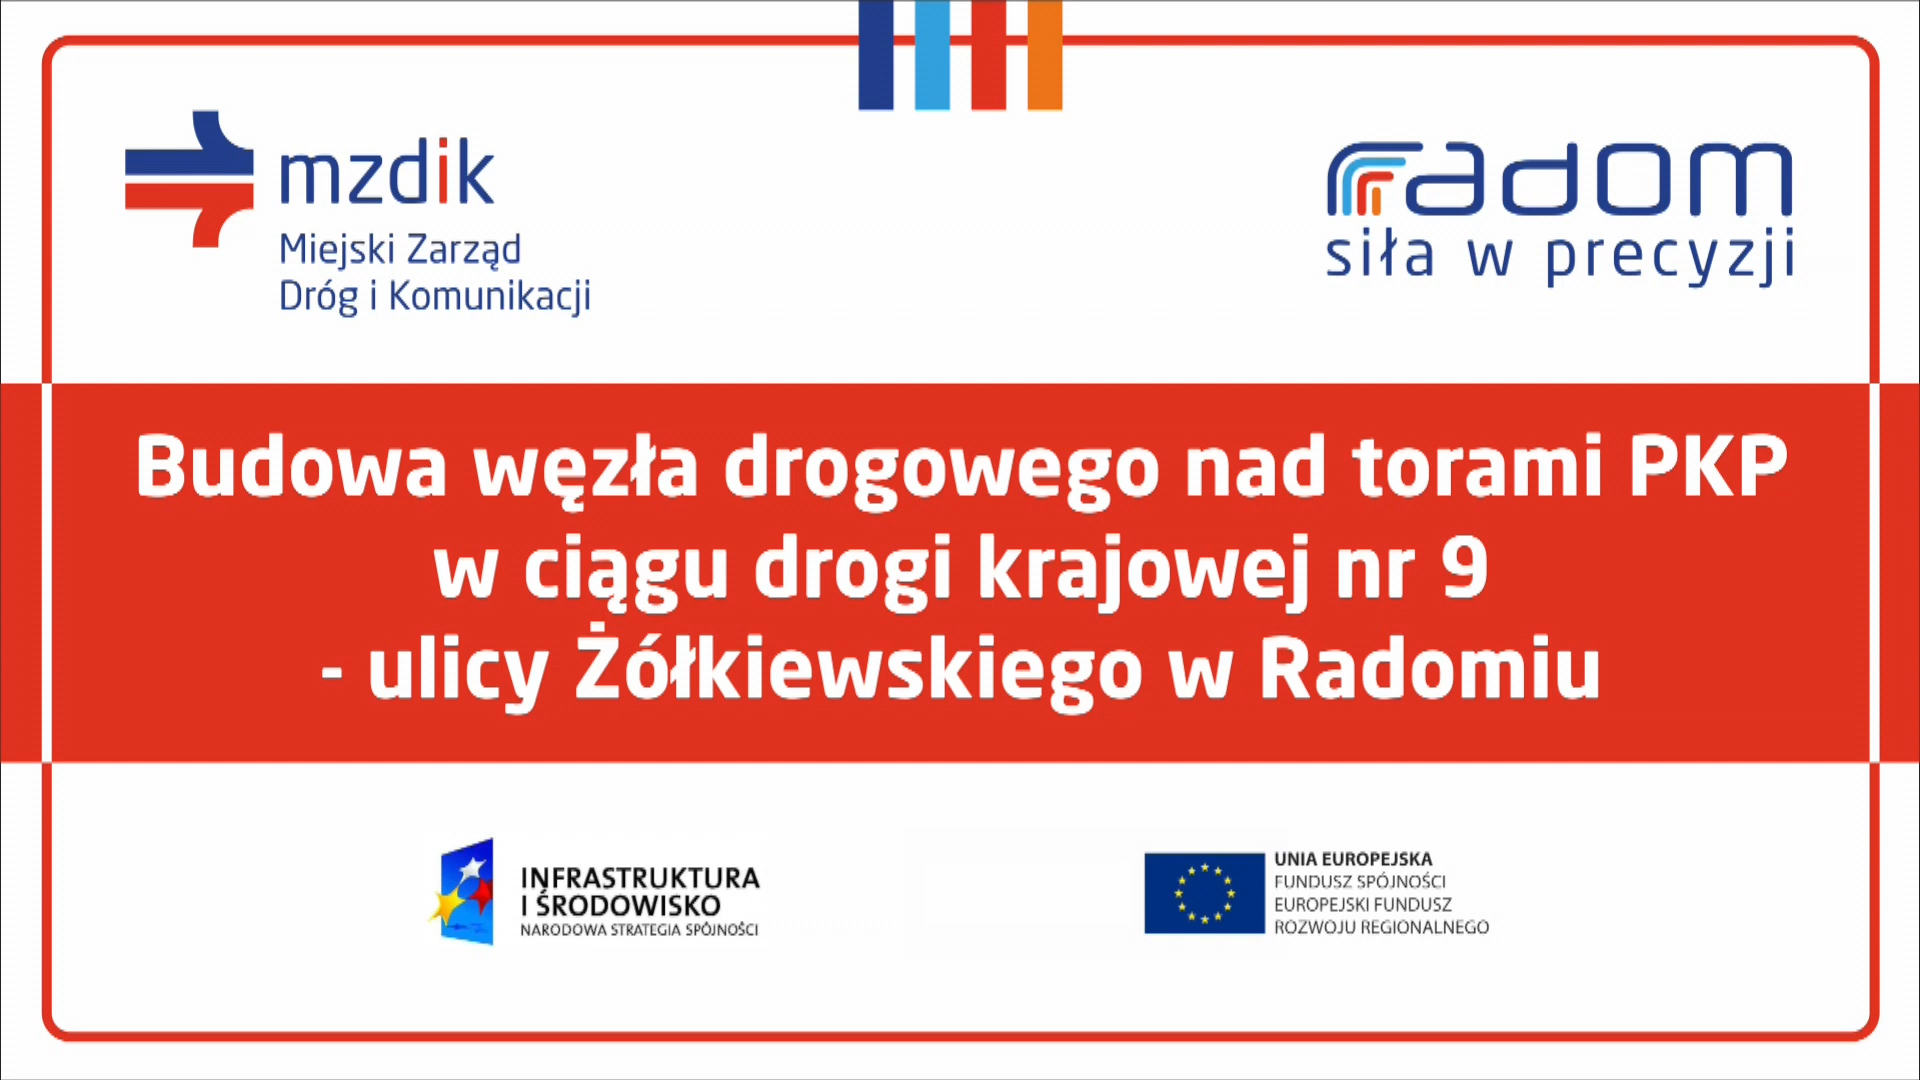 mzdik
Miejski Zarząd
Dróg i Komunikacji
radom
siła w precyzji
Budowa węzła drogowego nad torami PKP
w ciągu drogi krajowej nr 9
- ulicy Żółkiewskiego w Radomiu
INFRASTRUKTURA
I ŚRODOWISKO
NARODOWA STRATEGIA SPÓJNOŚCI
UNIA EUROPEJSKA
FUNDUSZ SPÓJNOŚCI
EUROPEJSKI FUNDUSZ
ROZWOJU REGIONALNEGO